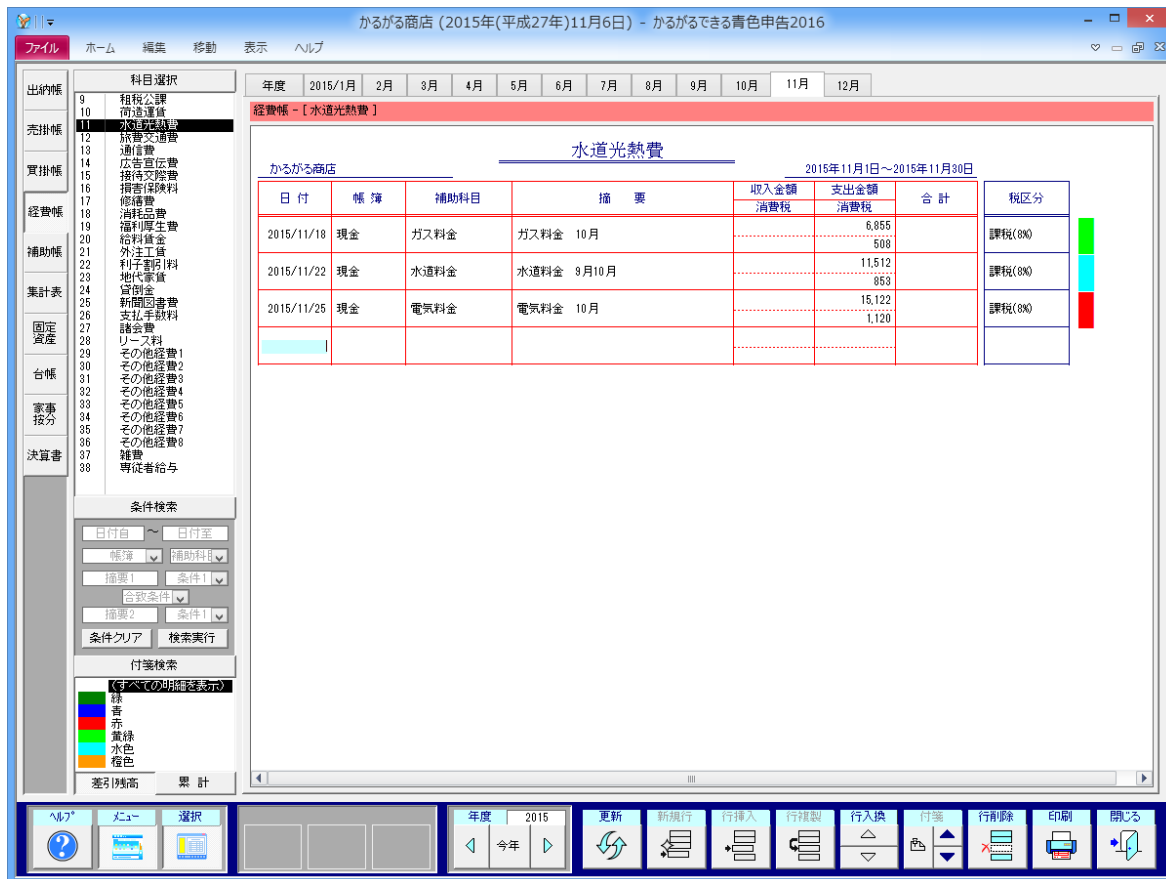 かるがる商店 (2015年(平成27年)11月6日) - かるがるできる青色申告2016
ファイル ホーム 編集 移動 表示 ヘルプ
出納帳
売掛帳
買掛帳
経費帳
補助帳
集計表
固定
資産
台帳
家事
按分
決算書
科目選択
9 租税公課
10 荷造運賃
11 水道光熱費
12 旅費交通費
13 通信費
14 広告宣伝費
15 接待交際費
16 損害保険料
17 修繕費
18 消耗品費
19 福利厚生費
20 給料賃金
21 外注工賃
22 利子割引料
23 地代家賃
24 貸倒金
25 新聞図書費
26 支払手数料
27 諸会費
28 リース料
29 その他経費1
30 その他経費2
31 その他経費3
32 その他経費4
33 その他経費5
34 その他経費6
35 その他経費7
36 その他経費8
37 雑費
38 専従者給与
条件検索
日付自 ～ 日付至
帳簿 補助科目
摘要1 条件1
合致条件
摘要2 条件1
条件クリア 検索実行
付箋検索
(すべての明細を表示)
緑
青
赤
黄緑
水色
橙色
差引残高 累計
年度 2015/1月 2月 3月 4月 5月 6月 7月 8月 9月 10月 11月 12月
経費帳 - [ 水道光熱費 ]
水道光熱費
かるがる商店 2015年11月1日～2015年11月30日
日 付 帳 簿 補助科目 摘 要 収入金額 支出金額 合 計 税区分
消費税 消費税
2015/11/18 現金 ガス料金 ガス料金 10月 6,855 課税(8%)
508
2015/11/22 現金 水道料金 水道料金 9月10月 11,512 課税(8%)
853
2015/11/25 現金 電気料金 電気料金 10月 15,122 課税(8%)
1,120
ヘルプ メニュー 選択 年度 2015 更新 新規行 行挿入 行複製 行入換 付箋 行削除 印刷 閉じる
今年